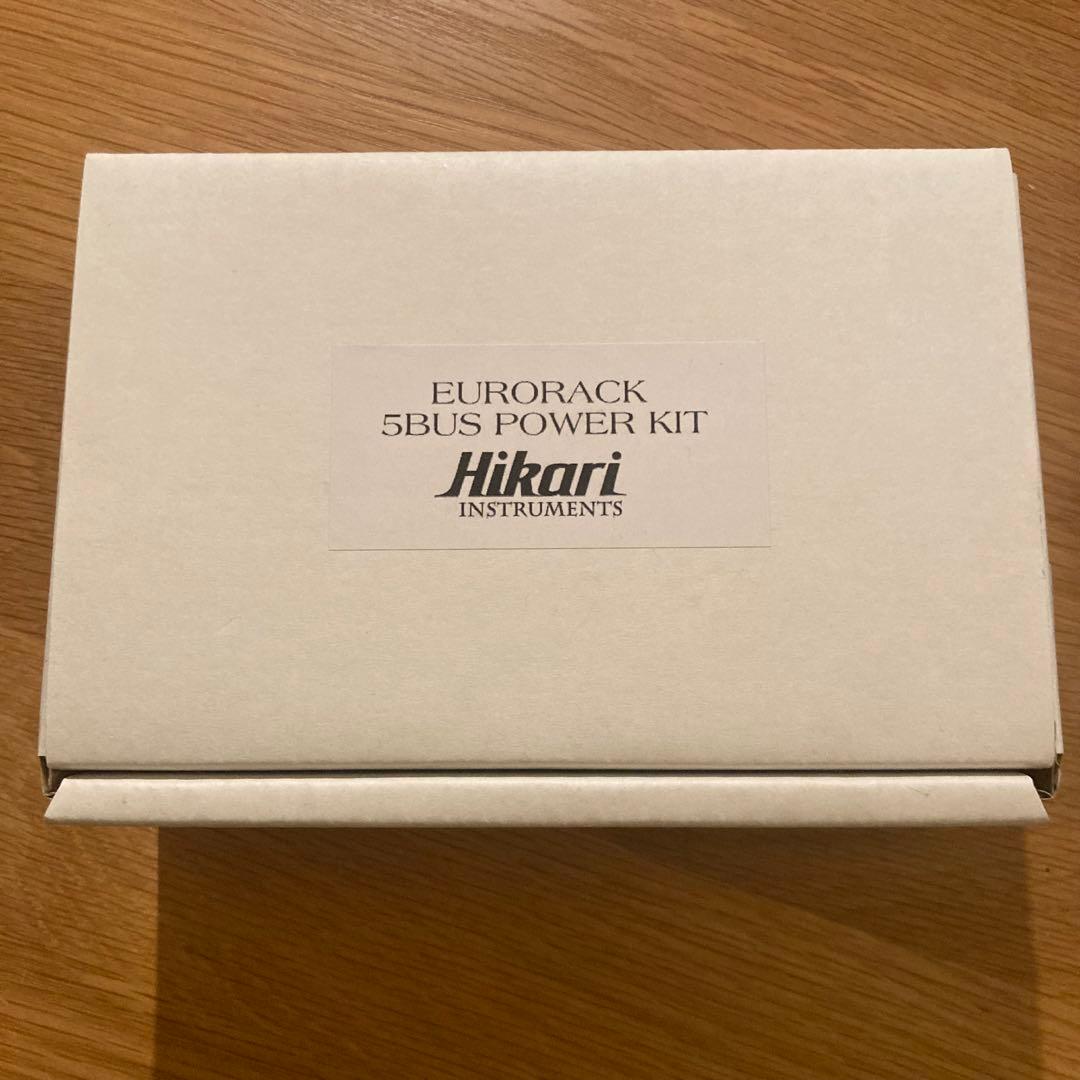 EURORACK
5BUS POWER KIT
Hikari
INSTRUMENTS